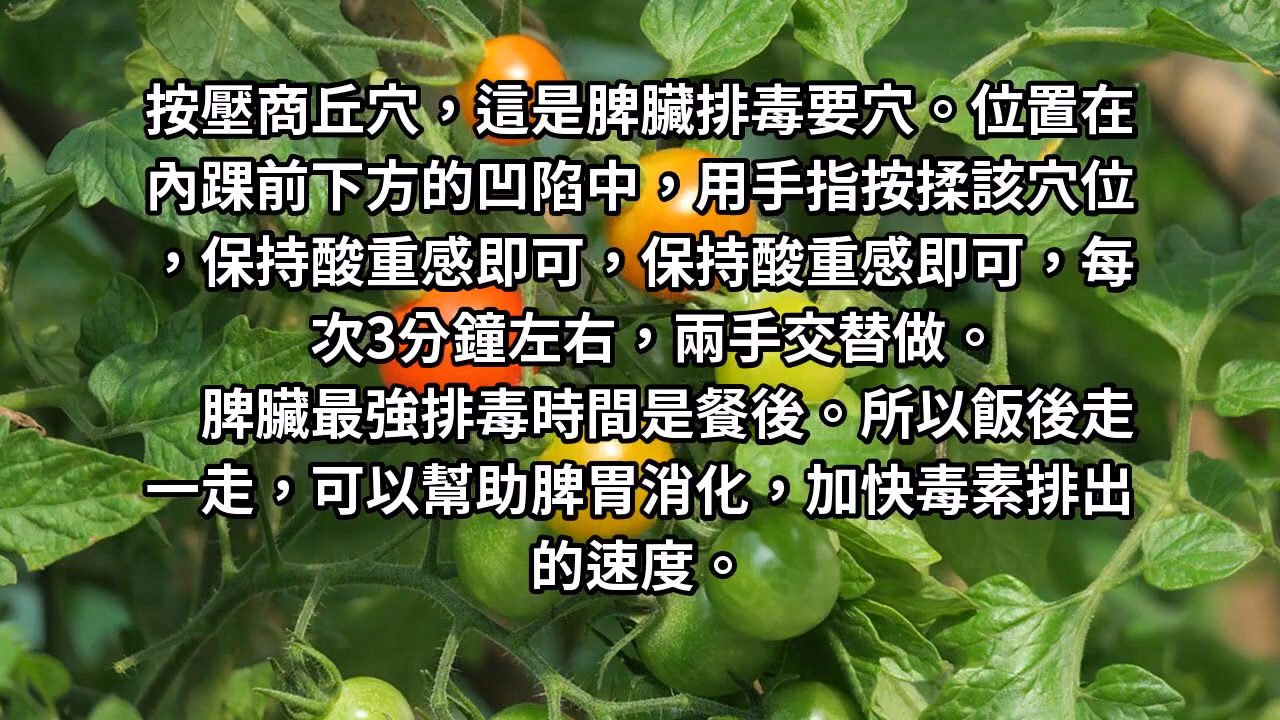 按壓商丘穴，這是脾臟排毒要穴。位置在
內踝前下方的凹陷中，用手指按揉該穴位
，保持酸重感即可，保持酸重感即可，每
次3分鐘左右，兩手交替做。
脾臟最強排毒時間是餐後。所以飯後走
一走，可以幫助脾胃消化，加快毒素排出
的速度。